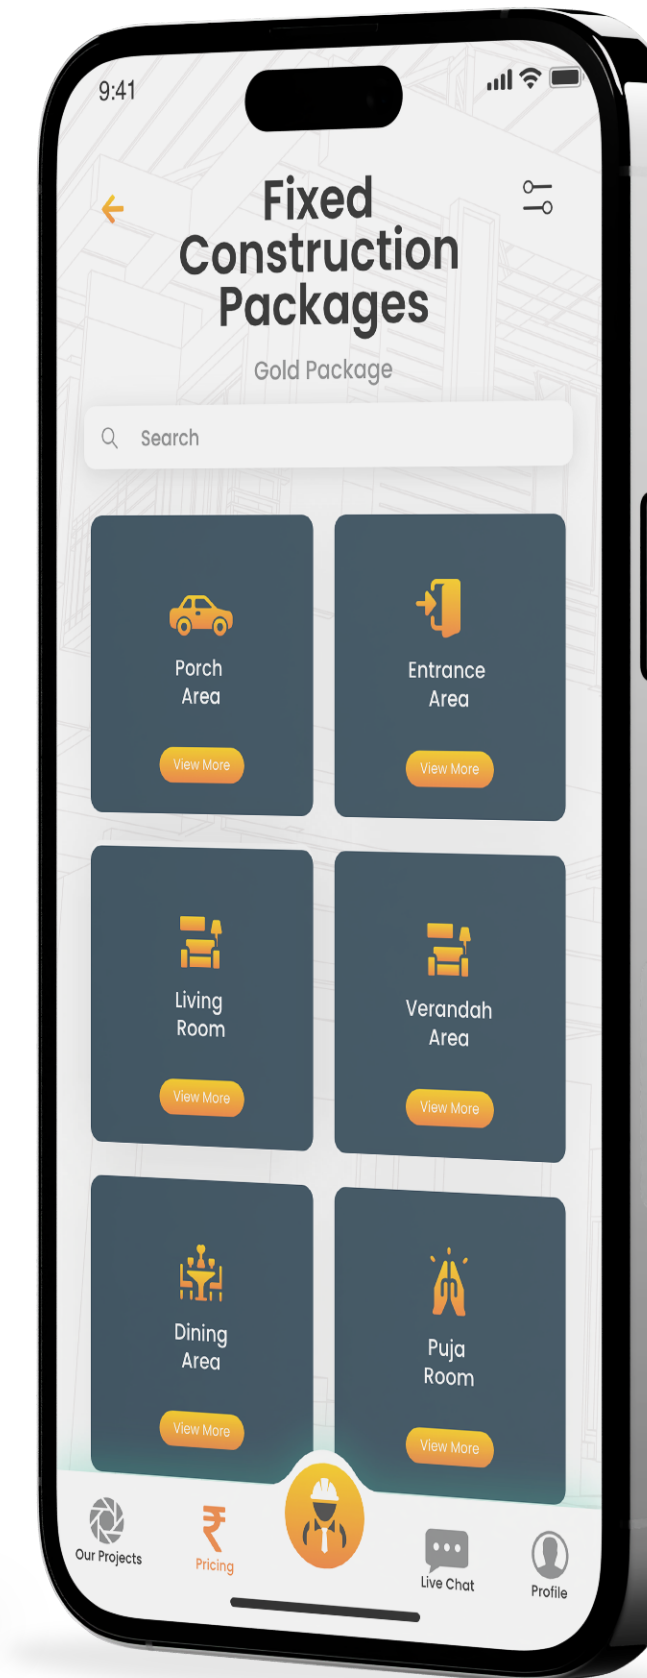 9:41
Fixed
Construction
Packages
Gold Package
Search
Porch
Area
View More
Entrance
Area
View More
Living
Room
View More
Verandah
Area
View More
Dining
Area
View More
Puja
Room
View More
Our Projects
₹
Pricing
Live Chat
Profile